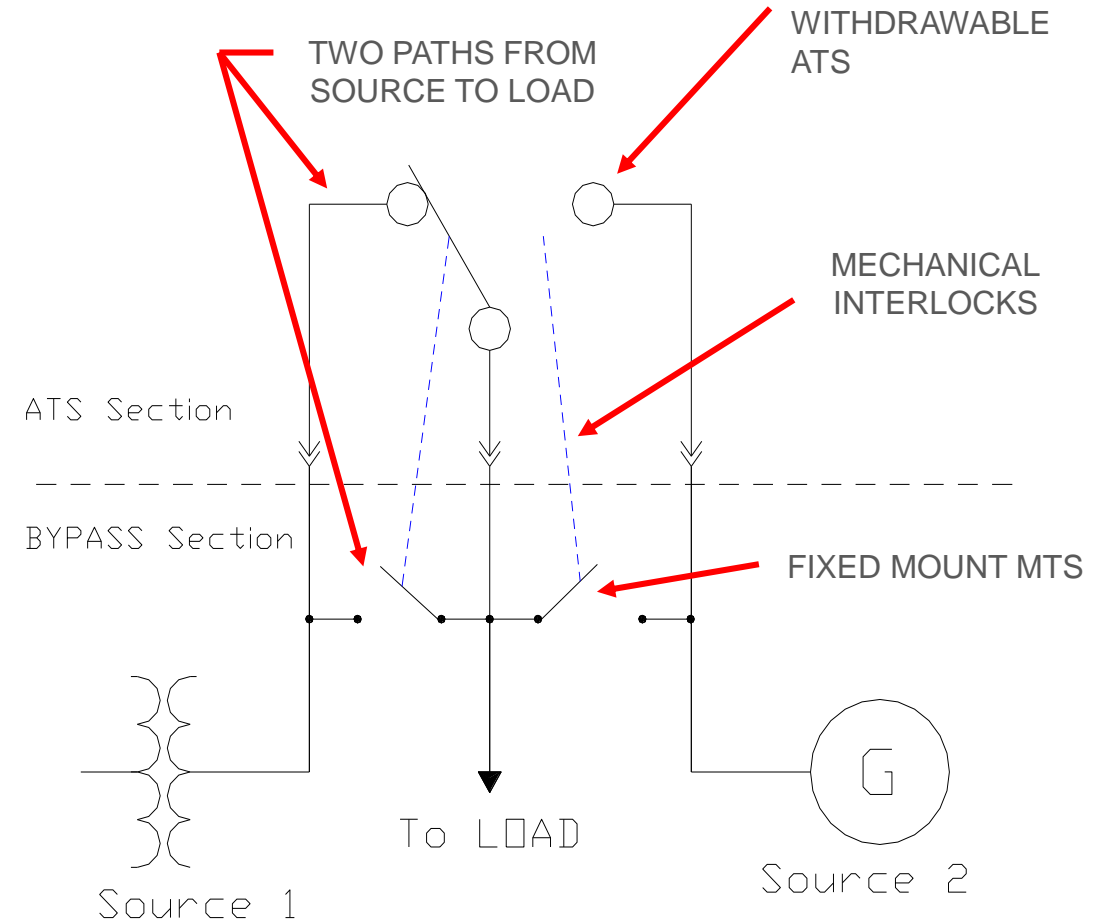 WITHDRAWABLE
ATS
TWO PATHS FROM
SOURCE TO LOAD
MECHANICAL
INTERLOCKS
ATS Section
BYPASS Section
FIXED MOUNT MTS
G
To LOAD
Source 1
Source 2